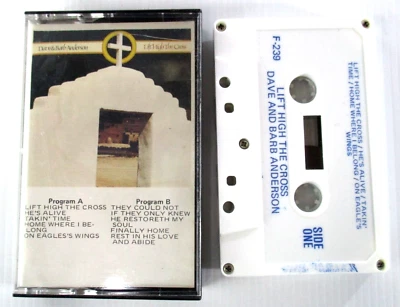 Dave & Barb Anderson
Lift High The Cross
Program A
LIFT HIGH THE CROSS
HE'S ALIVE
TAKIN' TIME
HOME WHERE I BE-
LONG
ON EAGLES'S WINGS
Program B
THEY COULD NOT
IF THEY ONLY KNEW
HE RESTORETH MY
SOUL
FINALLY HOME
REST IN HIS LOVE
AND ABIDE
F-239
LIFT HIGH THE CROSS
DAVE AND BARB ANDERSON
LIFT HIGH THE CROSS / HE'S ALIVE / TAKIN'
TIME / HOME WHERE I BELONG / ON EAGLE'S
WINGS
SIDE
ONE